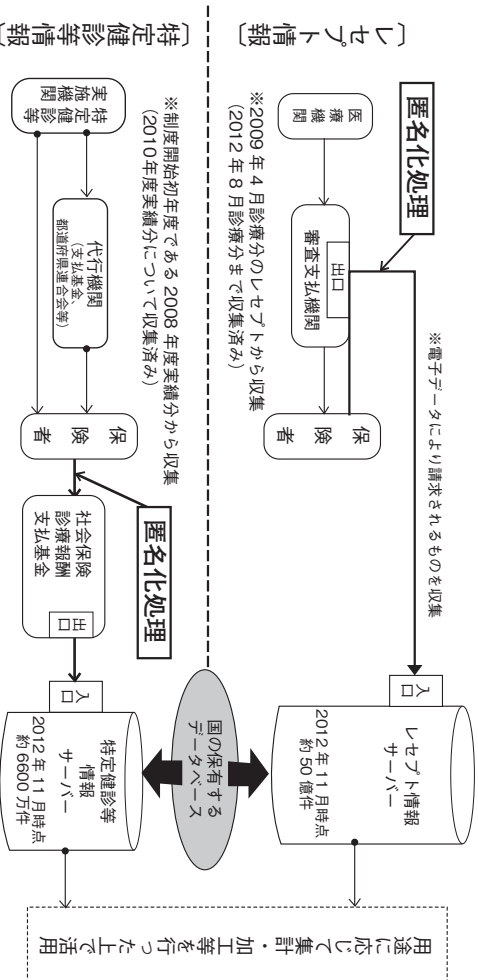 〔レセプト情報〕
医療機関
匿名化処理
出口
審査支払機関
保険者
※2009年4月診療分のレセプトから収集
(2012年8月診療分まで収集済み)
※電子データにより請求されるものを収集
入口
レセプト情報
サーバー
2012年11月時点
約50億件
国の保有する
データベース
〔特定健診等情報〕
特定健診等
実施機関
代行機関
(支払基金、
都道府県連合会等)
保険者
※制度開始初年度である2008年度実績分から収集
(2010年度実績分について収集済み)
匿名化処理
社会保険
診療報酬
支払基金
出口
入口
特定健診等
情報
サーバー
2012年11月時点
約6600万件
用途に応じて集計・加工等を行った上で活用